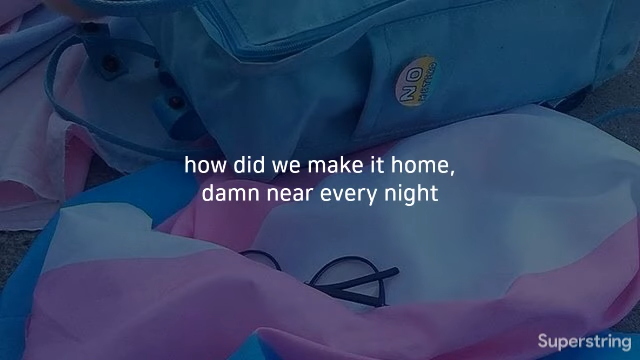 NO
how did we make it home,
damn near every night
Superstring